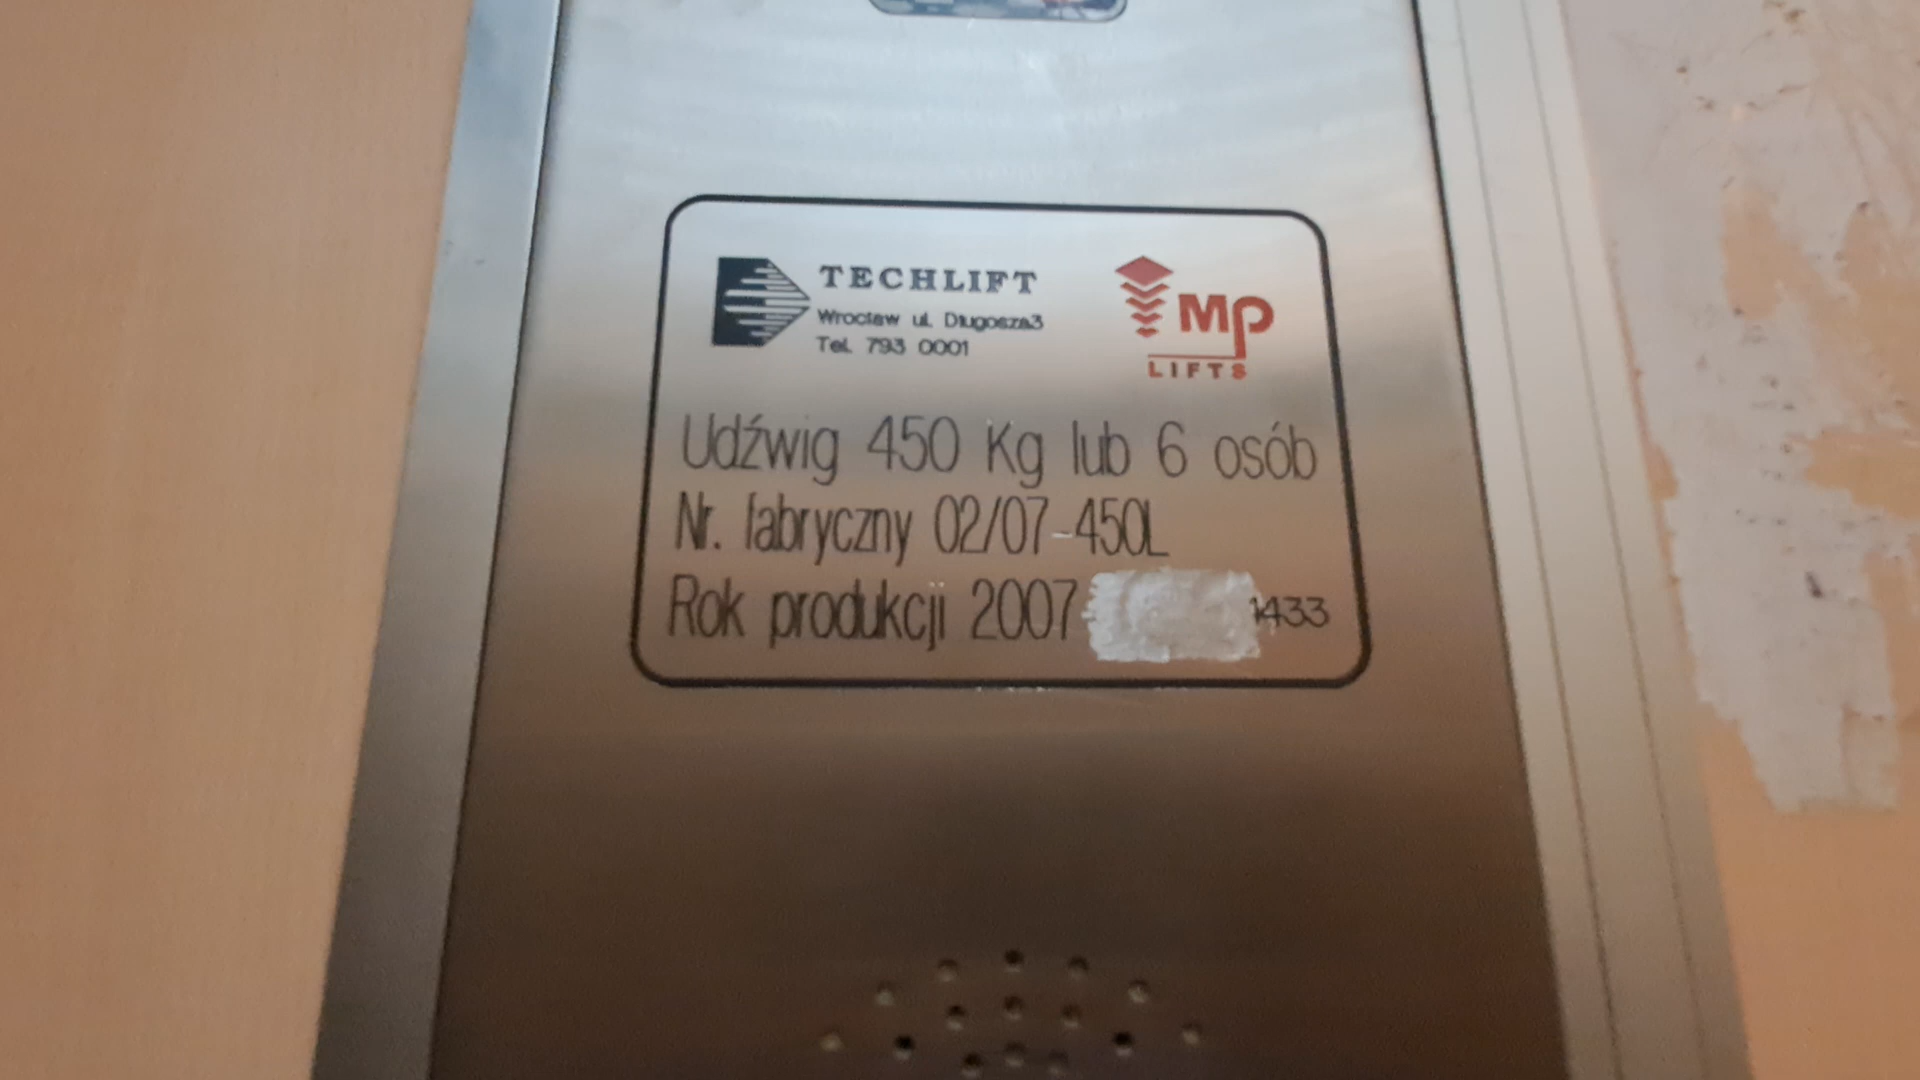 TECHLIFT
Wrocław ul. Długosza3
Tel. 793 0001
MP
LIFTS
Udźwig 450 Kg lub 6 osób
Nr. fabryczny 02/07-450L
Rok produkcji 2007 1433